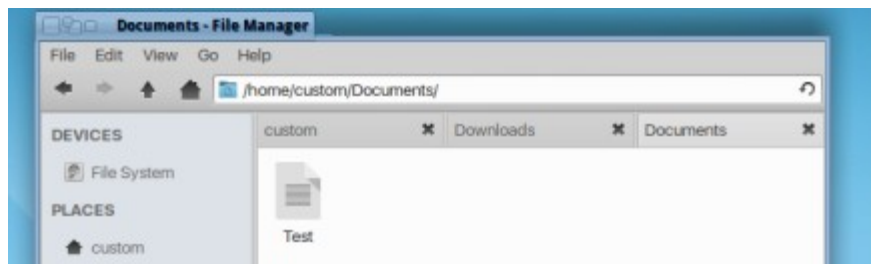 Documents - File Manager
File Edit View Go Help
/home/custom/Documents/
DEVICES
File System
PLACES
custom
custom Downloads Documents
Test